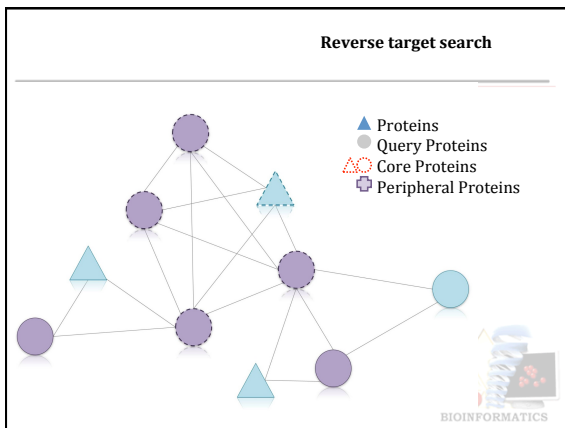 Reverse target search
Proteins
Query Proteins
Core Proteins
Peripheral Proteins
BIOINFORMATICS